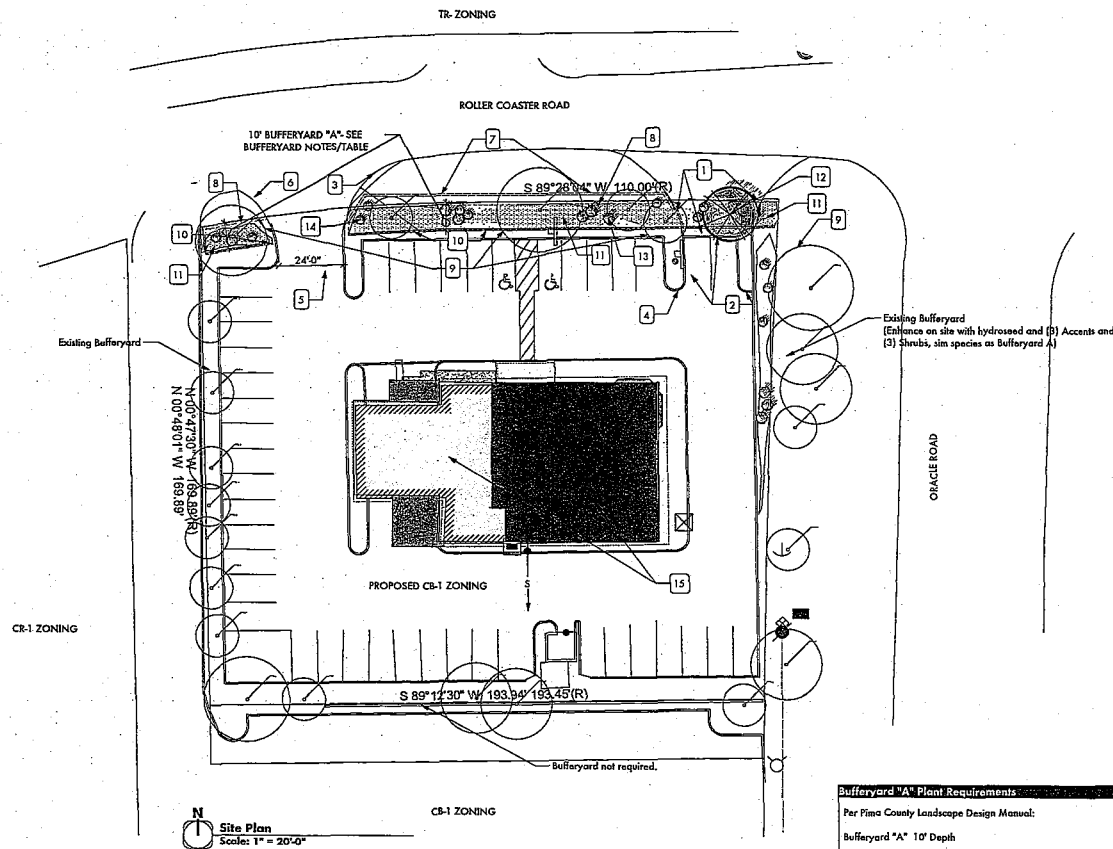 TR- ZONING
ROLLER COASTER ROAD
10' BUFFERYARD "A"- SEE
BUFFERYARD NOTES/TABLE
7
8
3
1
8
6
12
S 89°28'04" W 110.00'(R)
11
14
9
10
10
11
13
9
11
24'-0"
5
4
2
Existing Bufferyard
Existing Bufferyard
(Enhance on site with hydroseed and (3) Accents and
(3) Shrubs, sim species as Bufferyard A)
N 00°47'30" W 169.89'(R)
N 00°48'01" W 169.89'
ORACLE ROAD
PROPOSED CB-1 ZONING
15
S
CR-1 ZONING
S 89°12'30" W 193.94' 193.45'(R)
Bufferyard not required.
CB-1 ZONING
N
Site Plan
Scale: 1" = 20'-0"
Bufferyard "A" Plant Requirements
Per Pima County Landscape Design Manual:
Bufferyard "A" 10' Depth